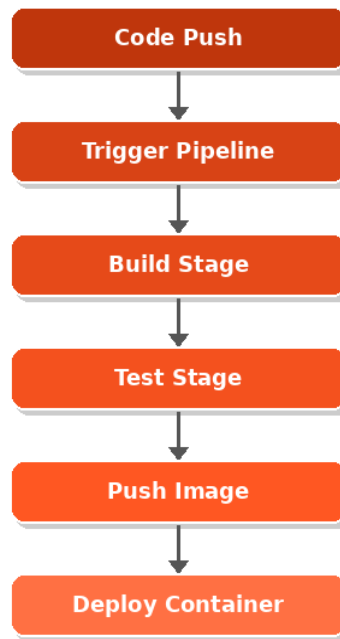 Code Push
Trigger Pipeline
Build Stage
Test Stage
Push Image
Deploy Container